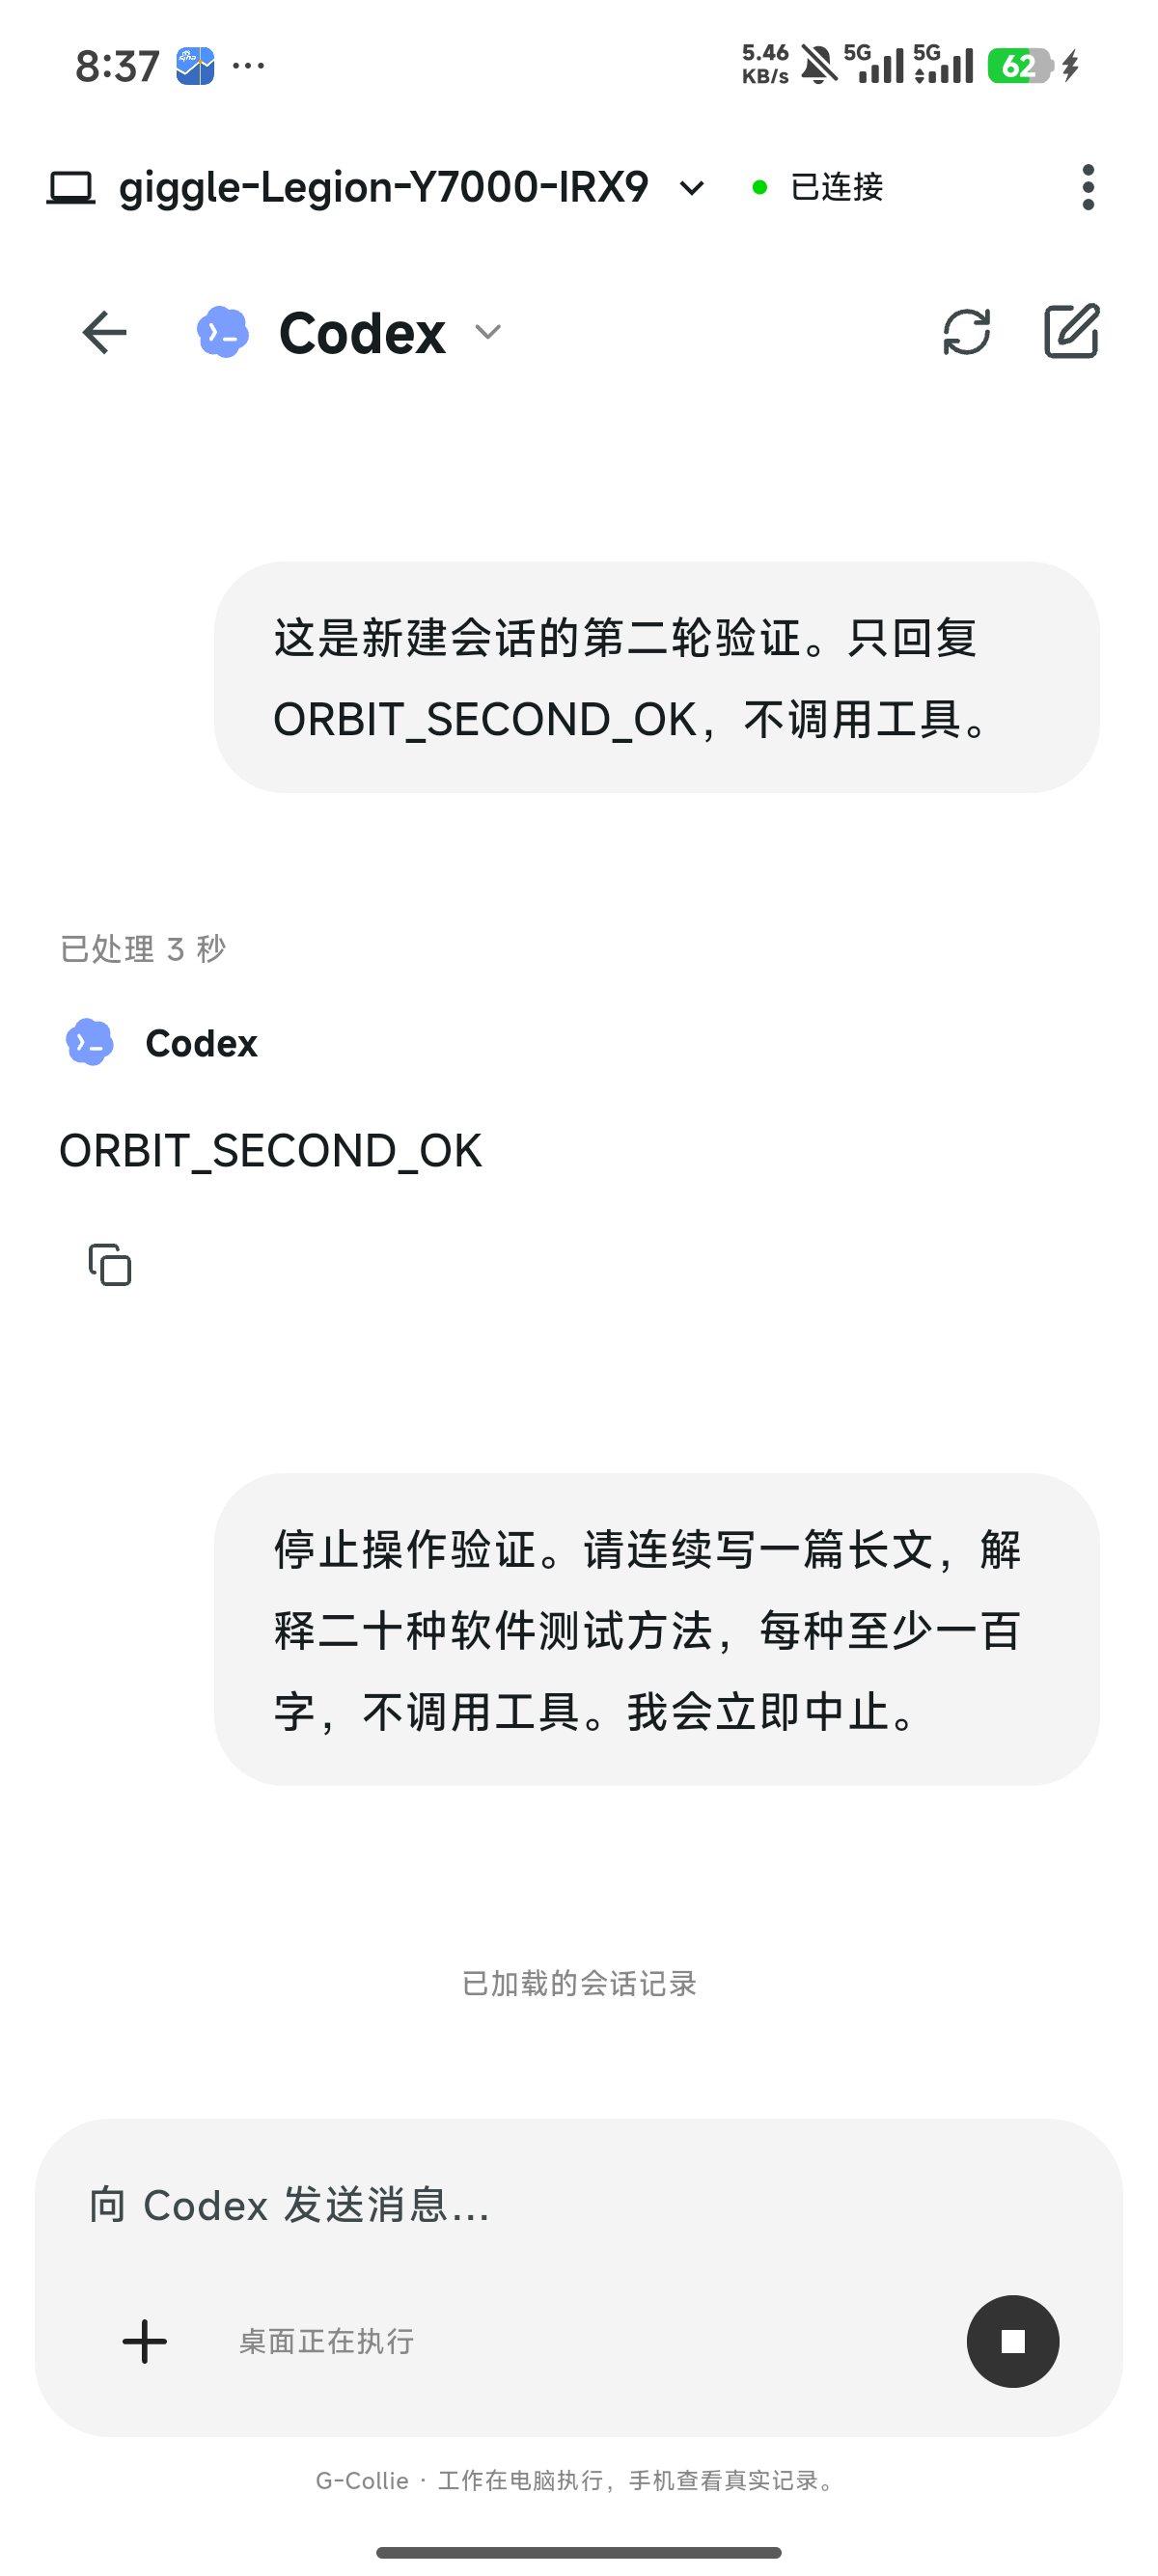 8:37
5.46 KB/s 5G 5G 62
giggle-Legion-Y7000-IRX9 已连接
Codex
这是新建会话的第二轮验证。只回复
ORBIT_SECOND_OK，不调用工具。
已处理 3 秒
Codex
ORBIT_SECOND_OK
停止操作验证。请连续写一篇长文，解
释二十种软件测试方法，每种至少一百
字，不调用工具。我会立即中止。
已加载的会话记录
向 Codex 发送消息...
桌面正在执行
G-Collie · 工作在电脑执行，手机查看真实记录。